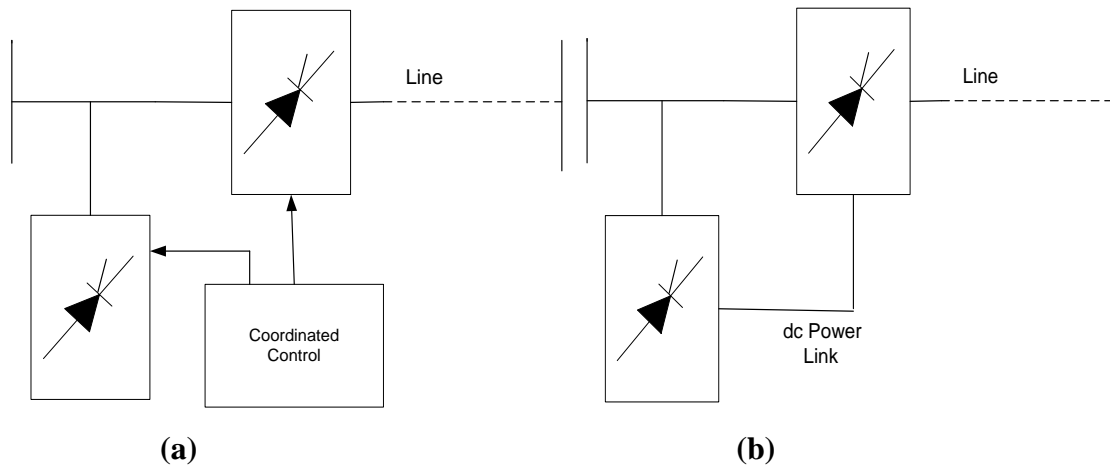 Line
Coordinated
Control
(a)
Line
dc Power
Link
(b)